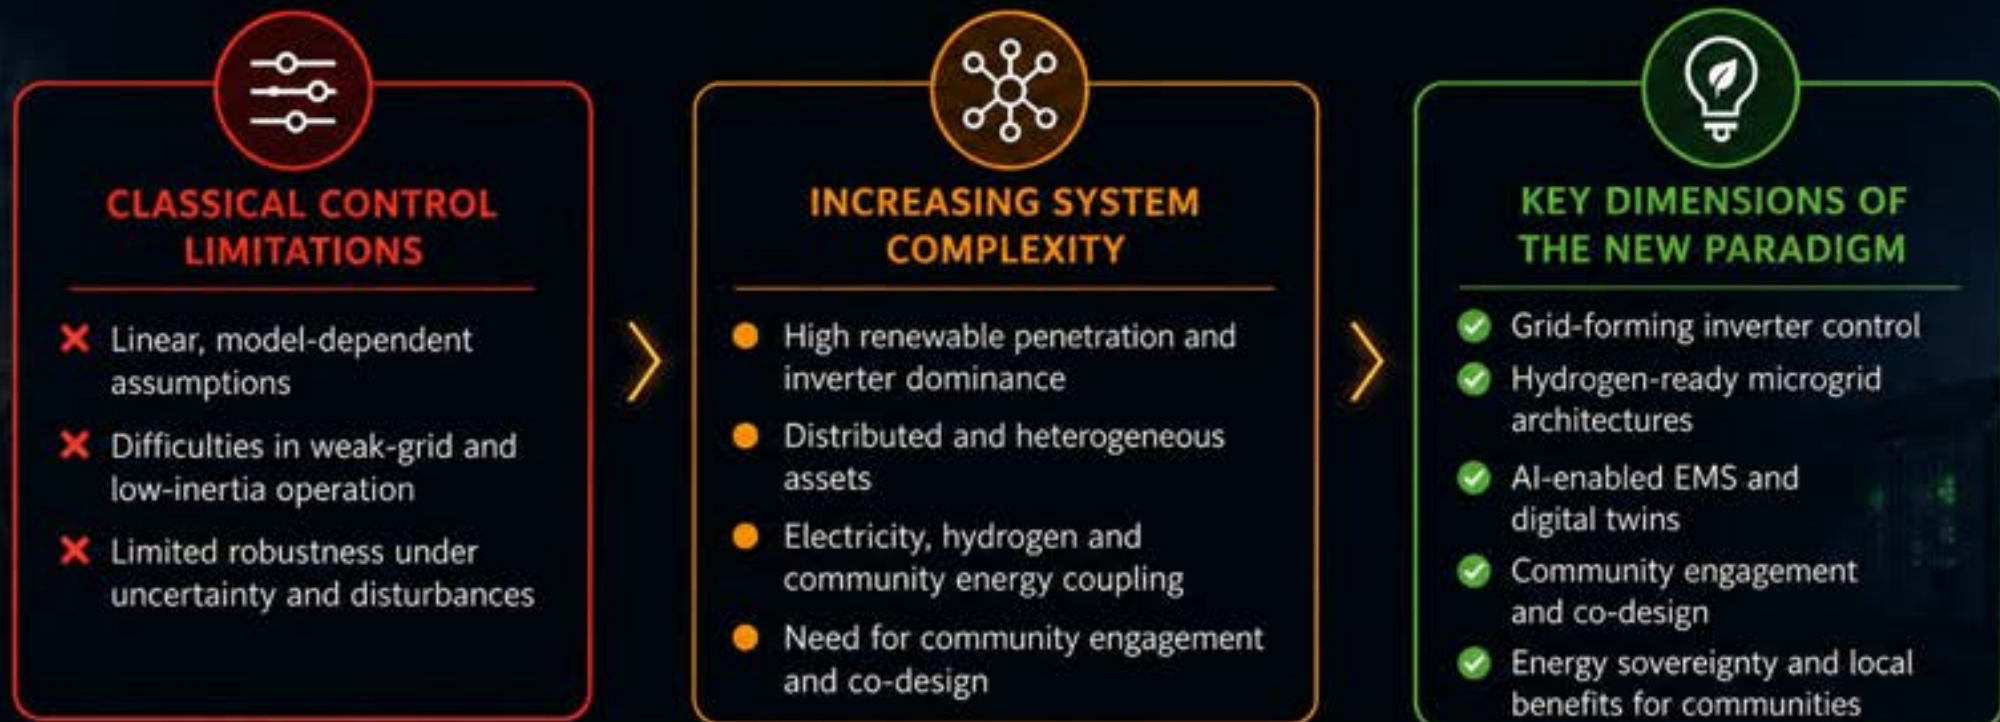 CLASSICAL CONTROL
LIMITATIONS
Linear, model-dependent
assumptions
Difficulties in weak-grid and
low-inertia operation
Limited robustness under
uncertainty and disturbances
INCREASING SYSTEM
COMPLEXITY
High renewable penetration and
inverter dominance
Distributed and heterogeneous
assets
Electricity, hydrogen and
community energy coupling
Need for community engagement
and co-design
KEY DIMENSIONS OF
THE NEW PARADIGM
Grid-forming inverter control
Hydrogen-ready microgrid
architectures
AI-enabled EMS and
digital twins
Community engagement
and co-design
Energy sovereignty and local
benefits for communities